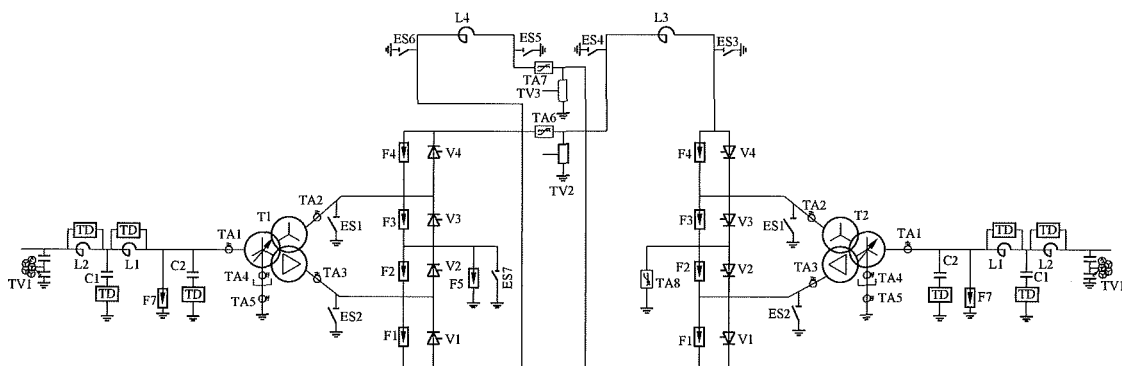 L4
L3
ES6
ES5
ES4
ES3
TA7
TV3
TA6
TV2
F4
V4
F4
V4
TA2
ES1
T1
TA1
F3
V3
F3
V3
TA2
ES1
T2
TA1
TD
TD
TD
TD
L2
L1
C2
TA4
TA3
F2
V2
F5
ES7
TA8
F2
V2
TA3
TA4
C2
L1
L2
TV1
C1
TD
F7
TD
TA5
ES2
ES2
TA5
TD
F7
C1
TD
TV1
F1
V1
F1
V1